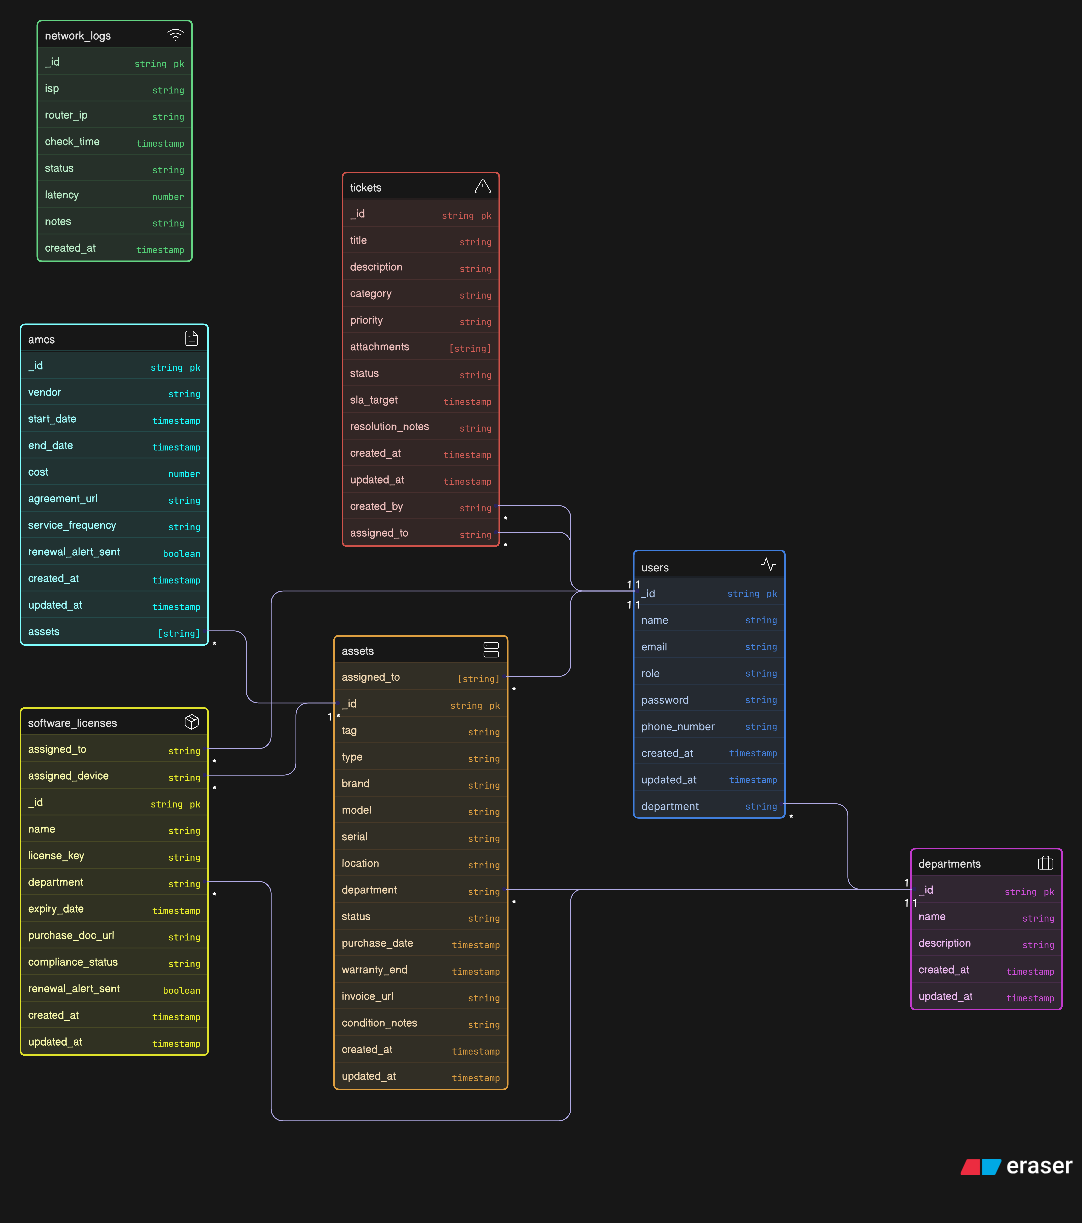 network_logs
_id string pk
isp string
router_ip string
check_time timestamp
status string
latency number
notes string
created_at timestamp
tickets
_id string pk
title string
description string
category string
priority string
attachments [string]
status string
sla_target timestamp
resolution_notes string
created_at timestamp
updated_at timestamp
created_by string
*
assigned_to string
*
amcs
_id string pk
vendor string
start_date timestamp
end_date timestamp
cost number
agreement_url string
service_frequency string
renewal_alert_sent boolean
created_at timestamp
updated_at timestamp
assets [string]
*
users
1 1
_id string pk
1 1
name string
email string
role string
password string
phone_number string
created_at timestamp
updated_at timestamp
department string
*
assets
assigned_to [string]
*
_id string pk
1 *
tag string
type string
brand string
model string
serial string
location string
department string
*
status string
purchase_date timestamp
warranty_end timestamp
invoice_url string
condition_notes string
created_at timestamp
updated_at timestamp
software_licenses
assigned_to string
*
assigned_device string
*
_id string pk
name string
license_key string
department string
*
expiry_date timestamp
purchase_doc_url string
compliance_status string
renewal_alert_sent boolean
created_at timestamp
updated_at timestamp
departments
1
_id string pk
1 1
name string
description string
created_at timestamp
updated_at timestamp
eraser